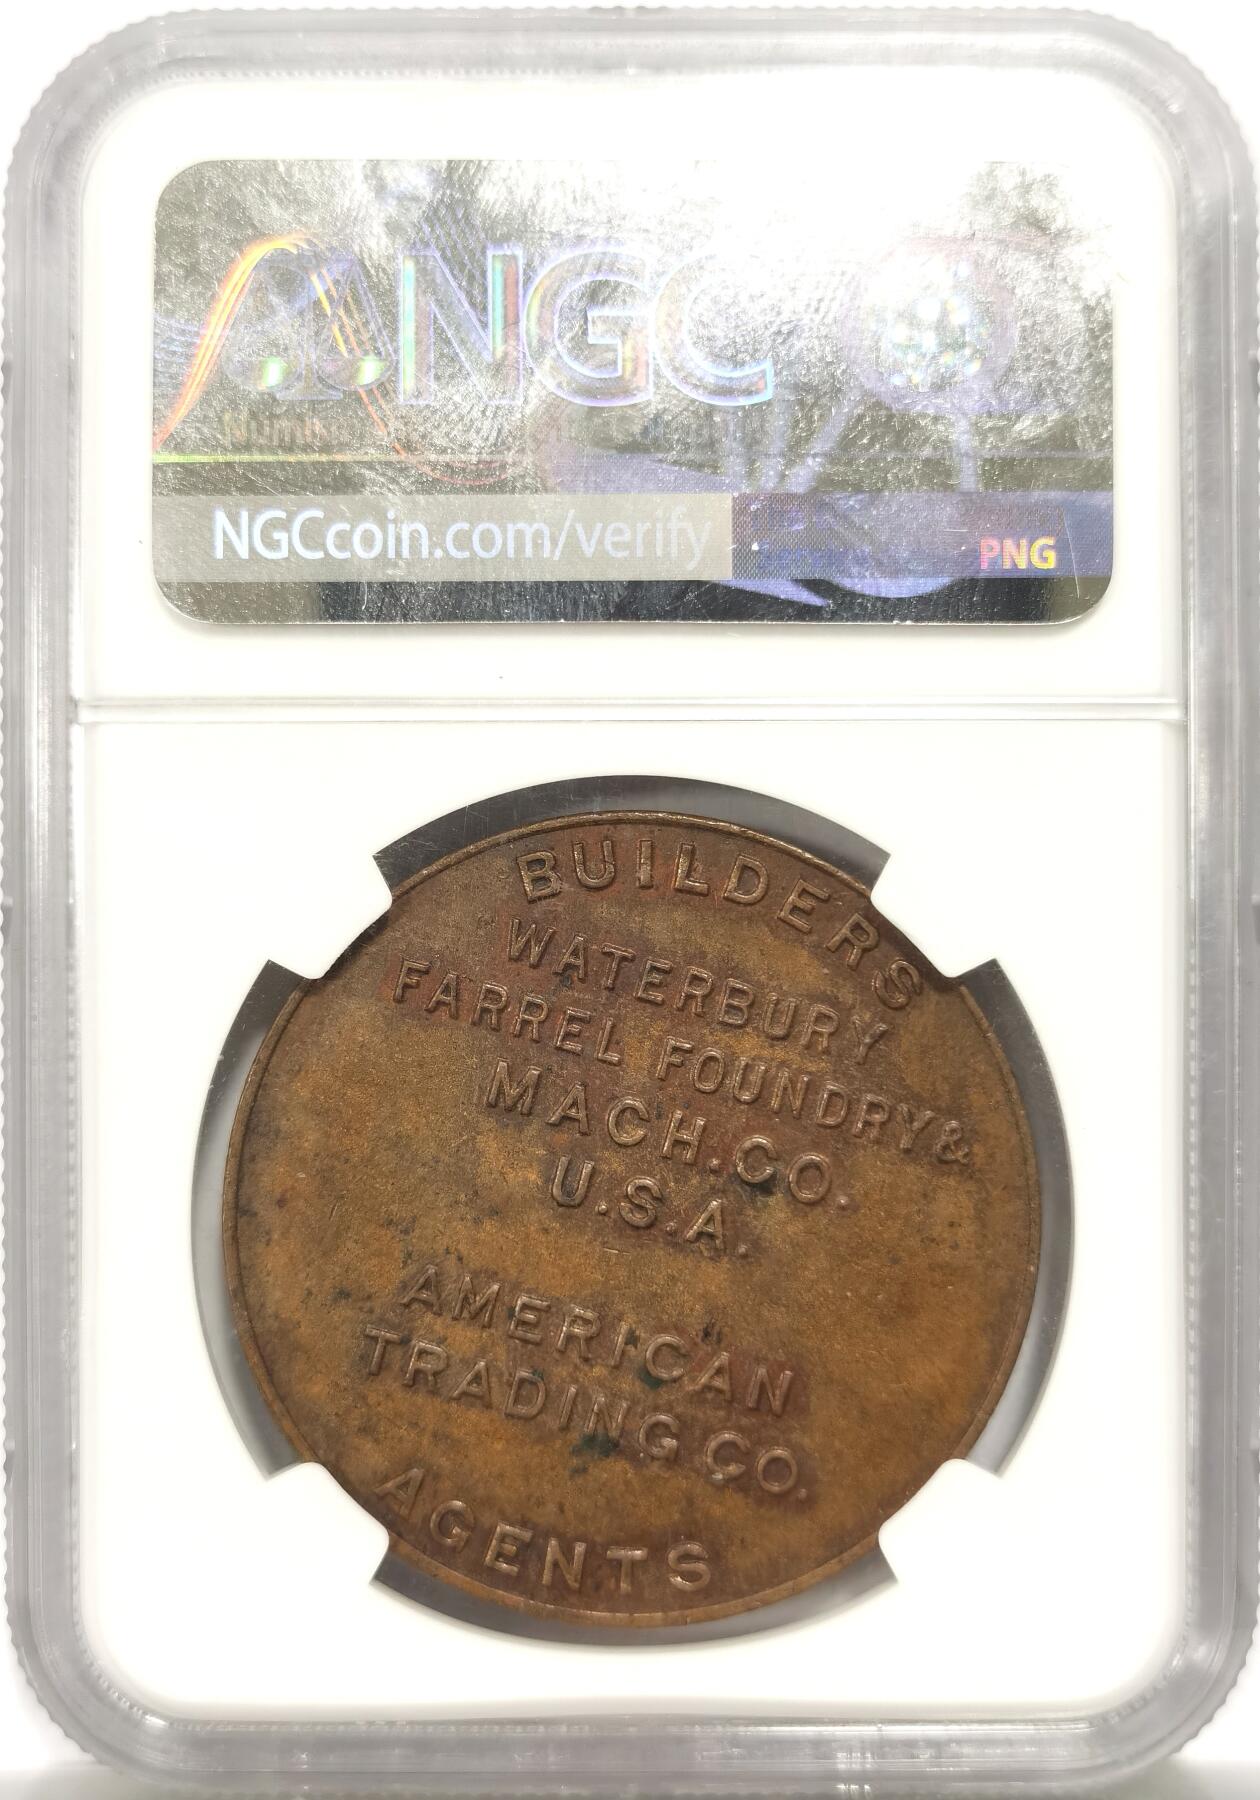 NGC
NGCcoin.com/verify
PNG
BUILDERS
WATERBURY
FARREL FOUNDRY &
MACH. CO.
U.S.A.
AMERICAN
TRADING CO.
AGENTS